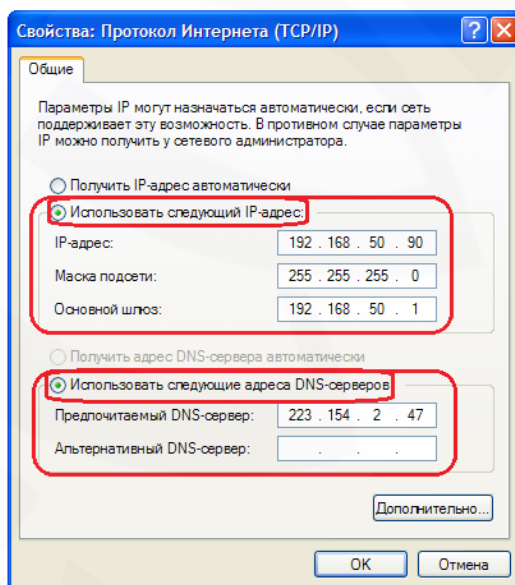 Свойства: Протокол Интернета (TCP/IP)
Общие
Параметры IP могут назначаться автоматически, если сеть
поддерживает эту возможность. В противном случае параметры
IP можно получить у сетевого администратора.
Получить IP-адрес автоматически
Использовать следующий IP-адрес:
IP-адрес: 192 . 168 . 50 . 90
Маска подсети: 255 . 255 . 255 . 0
Основной шлюз: 192 . 168 . 50 . 1
Получить адрес DNS-сервера автоматически
Использовать следующие адреса DNS-серверов
Предпочитаемый DNS-сервер: 223 . 154 . 2 . 47
Альтернативный DNS-сервер: . . .
Дополнительно...
OK Отмена